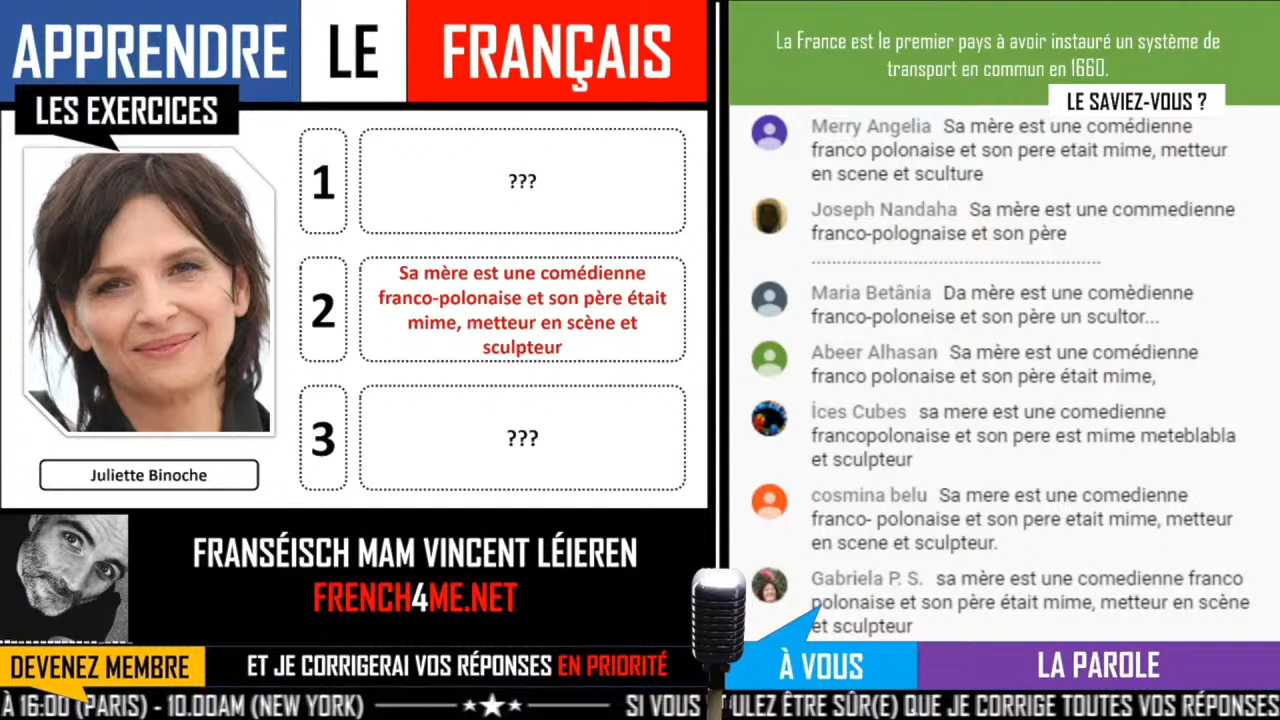 APPRENDRE LE FRANÇAIS
LES EXERCICES
1
???
2
Sa mère est une comédienne
franco-polonaise et son père était
mime, metteur en scène et
sculpteur
3
???
Juliette Binoche
FRANSÉISCH MAM VINCENT LÉIEREN
FRENCH4ME.NET
DEVENEZ MEMBRE
ET JE CORRIGERAI VOS RÉPONSES EN PRIORITÉ
La France est le premier pays à avoir instauré un système de
transport en commun en 1660.
LE SAVIEZ-VOUS ?
Merry Angelia Sa mère est une comédienne
franco polonaise et son pere etait mime, metteur
en scene et sculture
Joseph Nandaha Sa mère est une commedienne
franco-polognaise et son père
Maria Betânia Da mère est une comèdienne
franco-poloneise et son père un scultor...
Abeer Alhasan Sa mère est une comédienne
franco polonaise et son père était mime,
İces Cubes sa mere est une comedienne
francopolonaise et son pere est mime meteblabla
et sculpteur
cosmina belu Sa mere est une comedienne
franco- polonaise et son pere etait mime, metteur
en scene et sculpteur.
Gabriela P. S. sa mère est une comedienne franco
polonaise et son père était mime, metteur en scène
et sculpteur
À VOUS
LA PAROLE
À 16:00 (PARIS) - 10.00AM (NEW YORK)
SI VOUS ULEZ ÊTRE SÛR(E) QUE JE CORRIGE TOUTES VOS RÉPONSES